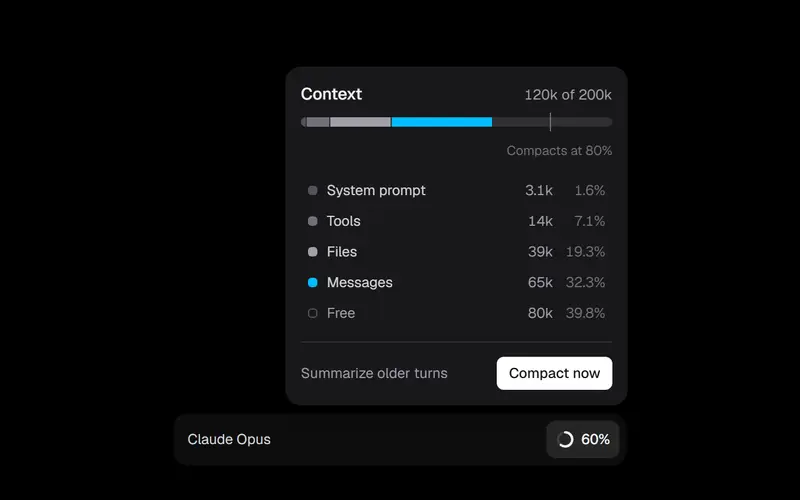 Context 120k of 200k
Compacts at 80%
System prompt 3.1k 1.6%
Tools 14k 7.1%
Files 39k 19.3%
Messages 65k 32.3%
Free 80k 39.8%
Summarize older turns Compact now
Claude Opus 60%